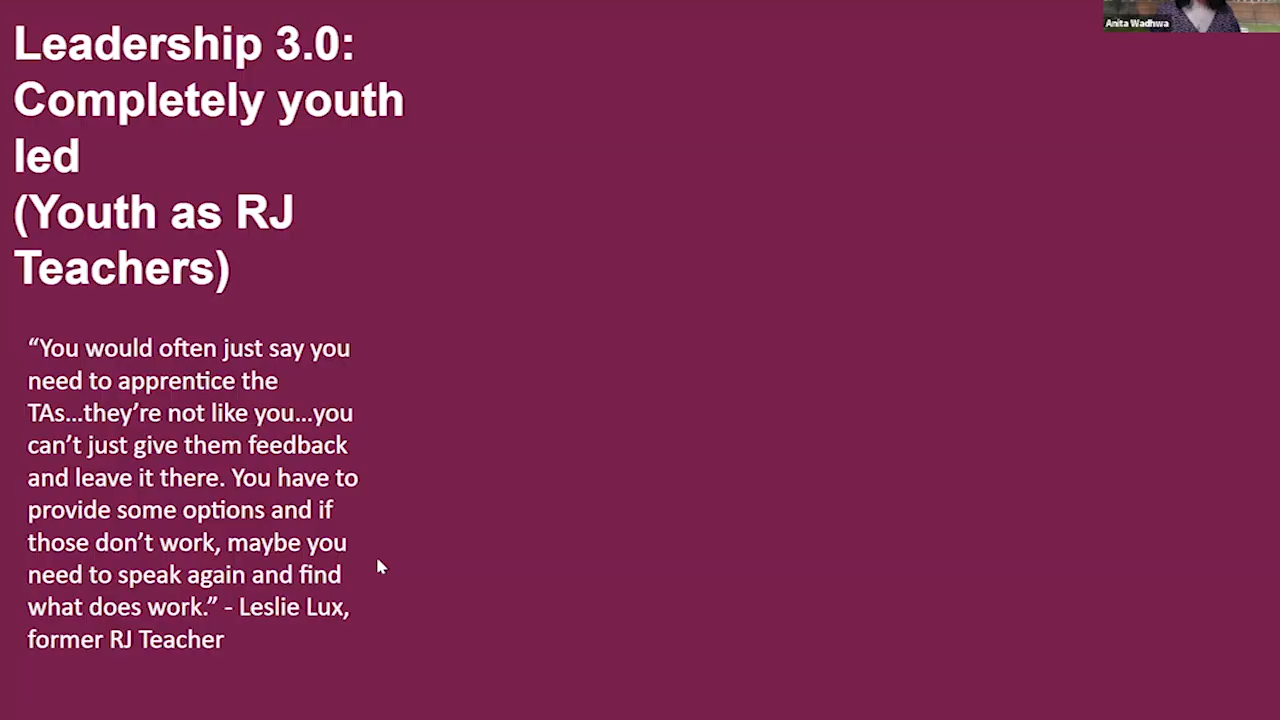 Leadership 3.0:
Completely youth
led
(Youth as RJ
Teachers)
“You would often just say you
need to apprentice the
TAs...they’re not like you...you
can’t just give them feedback
and leave it there. You have to
provide some options and if
those don’t work, maybe you
need to speak again and find
what does work.” - Leslie Lux,
former RJ Teacher
Anita Wadhwa